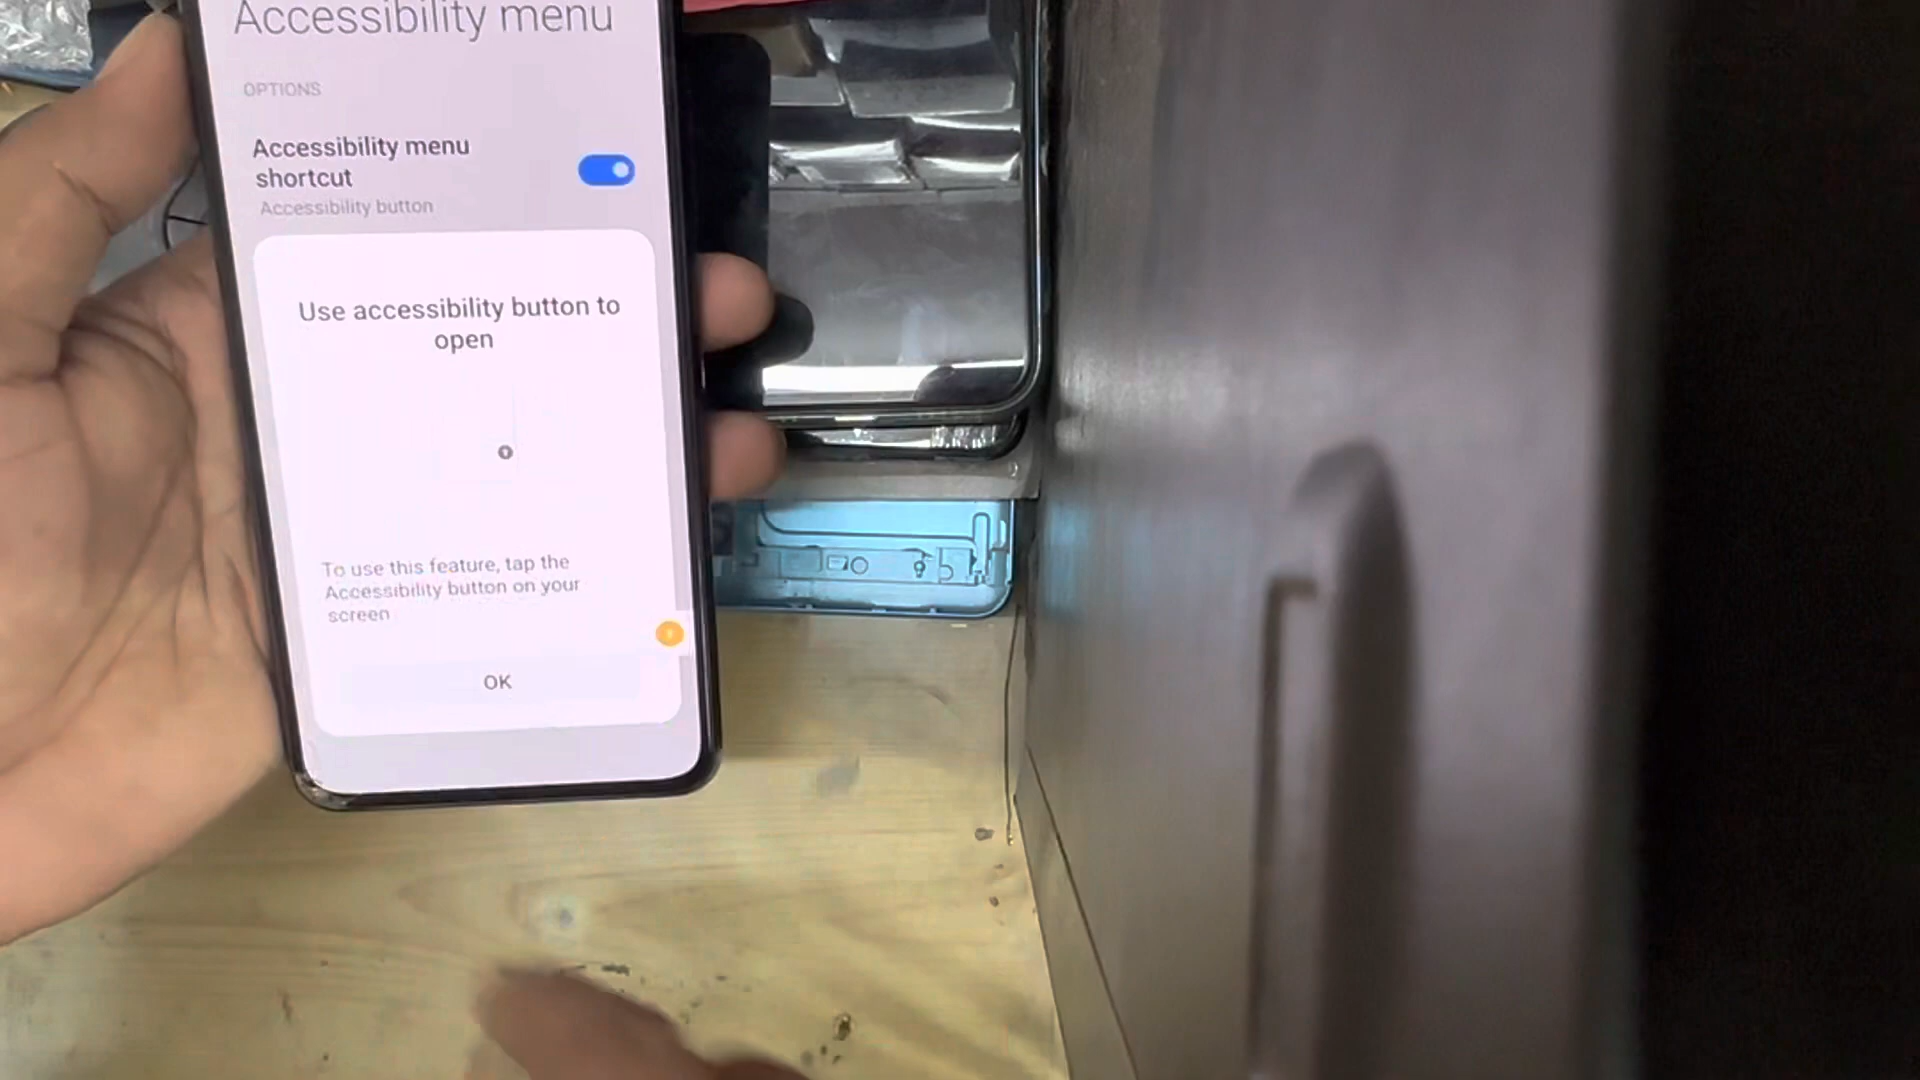 Accessibility menu
OPTIONS
Accessibility menu
shortcut
Accessibility button
Use accessibility button to
open
To use this feature, tap the
Accessibility button on your
screen
OK